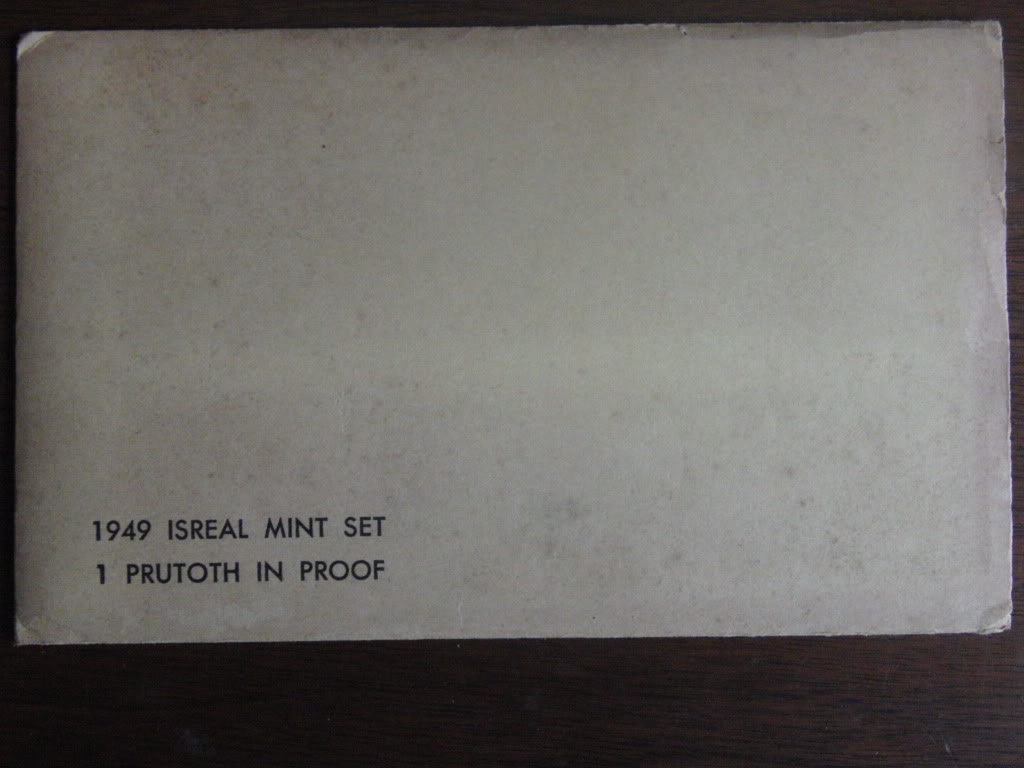 1949 ISREAL MINT SET
1 PRUTOTH IN PROOF